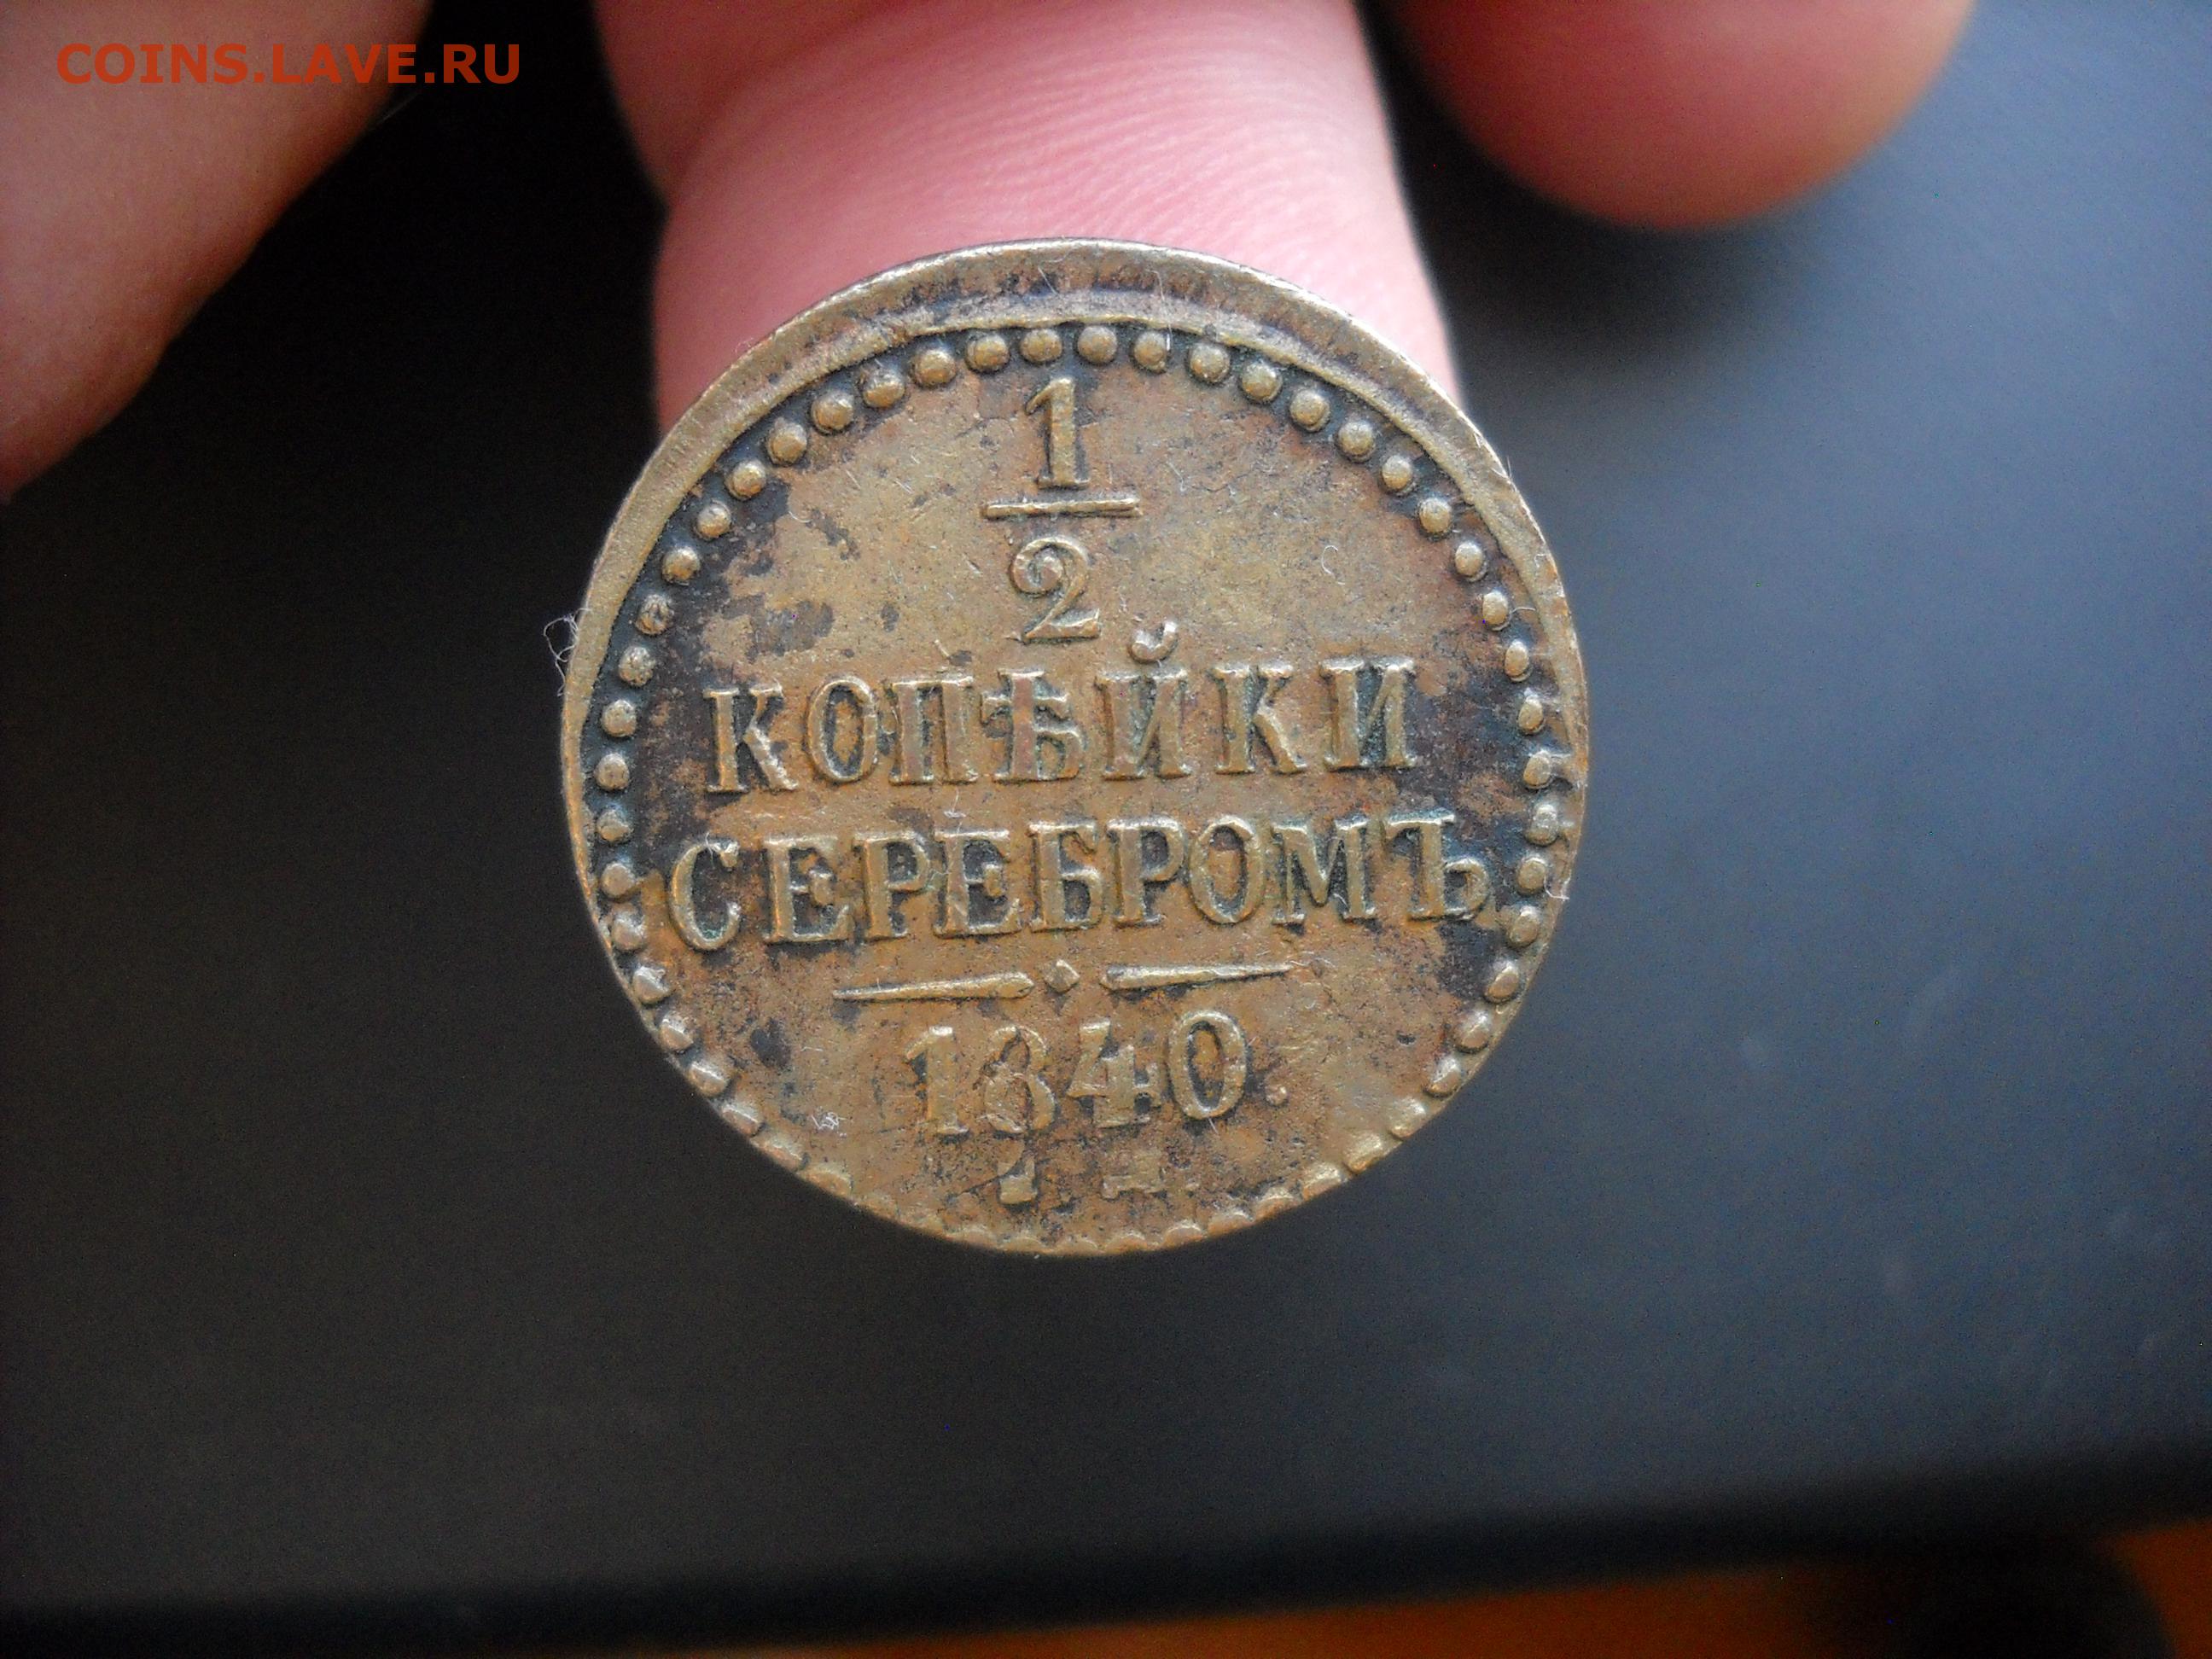 COINS.LAVE.RU
1
2
КОПѢЙКИ
СЕРЕБРОМЪ
1840.